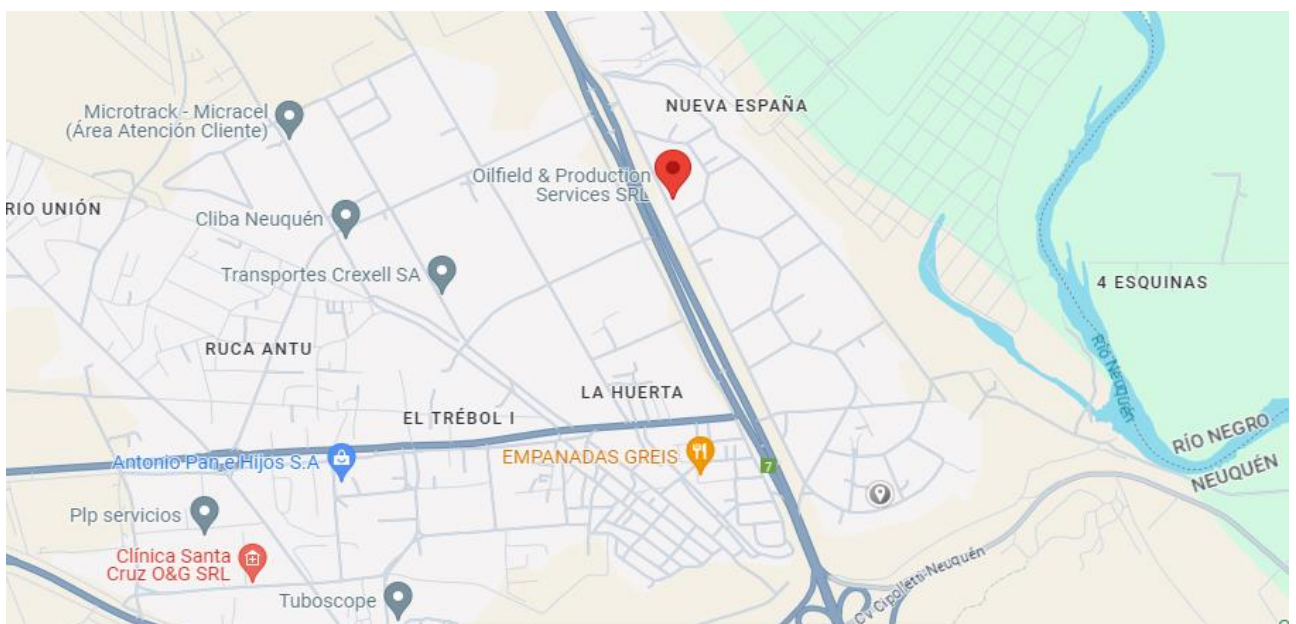 NUEVA ESPAÑA
Microtrack - Micracel
(Área Atención Cliente)
Oilfield & Production
Services SRL
RIO UNIÓN
Cliba Neuquén
Transportes Crexell SA
4 ESQUINAS
RUCA ANTU
Río Neuquén
LA HUERTA
EL TRÉBOL I
RÍO NEGRO
NEUQUÉN
EMPANADAS GREIS
Antonio Pan e Hijos S.A
7
Plp servicios
Clínica Santa
Cruz O&G SRL
Cv Cipolletti-Neuquén
Tuboscope